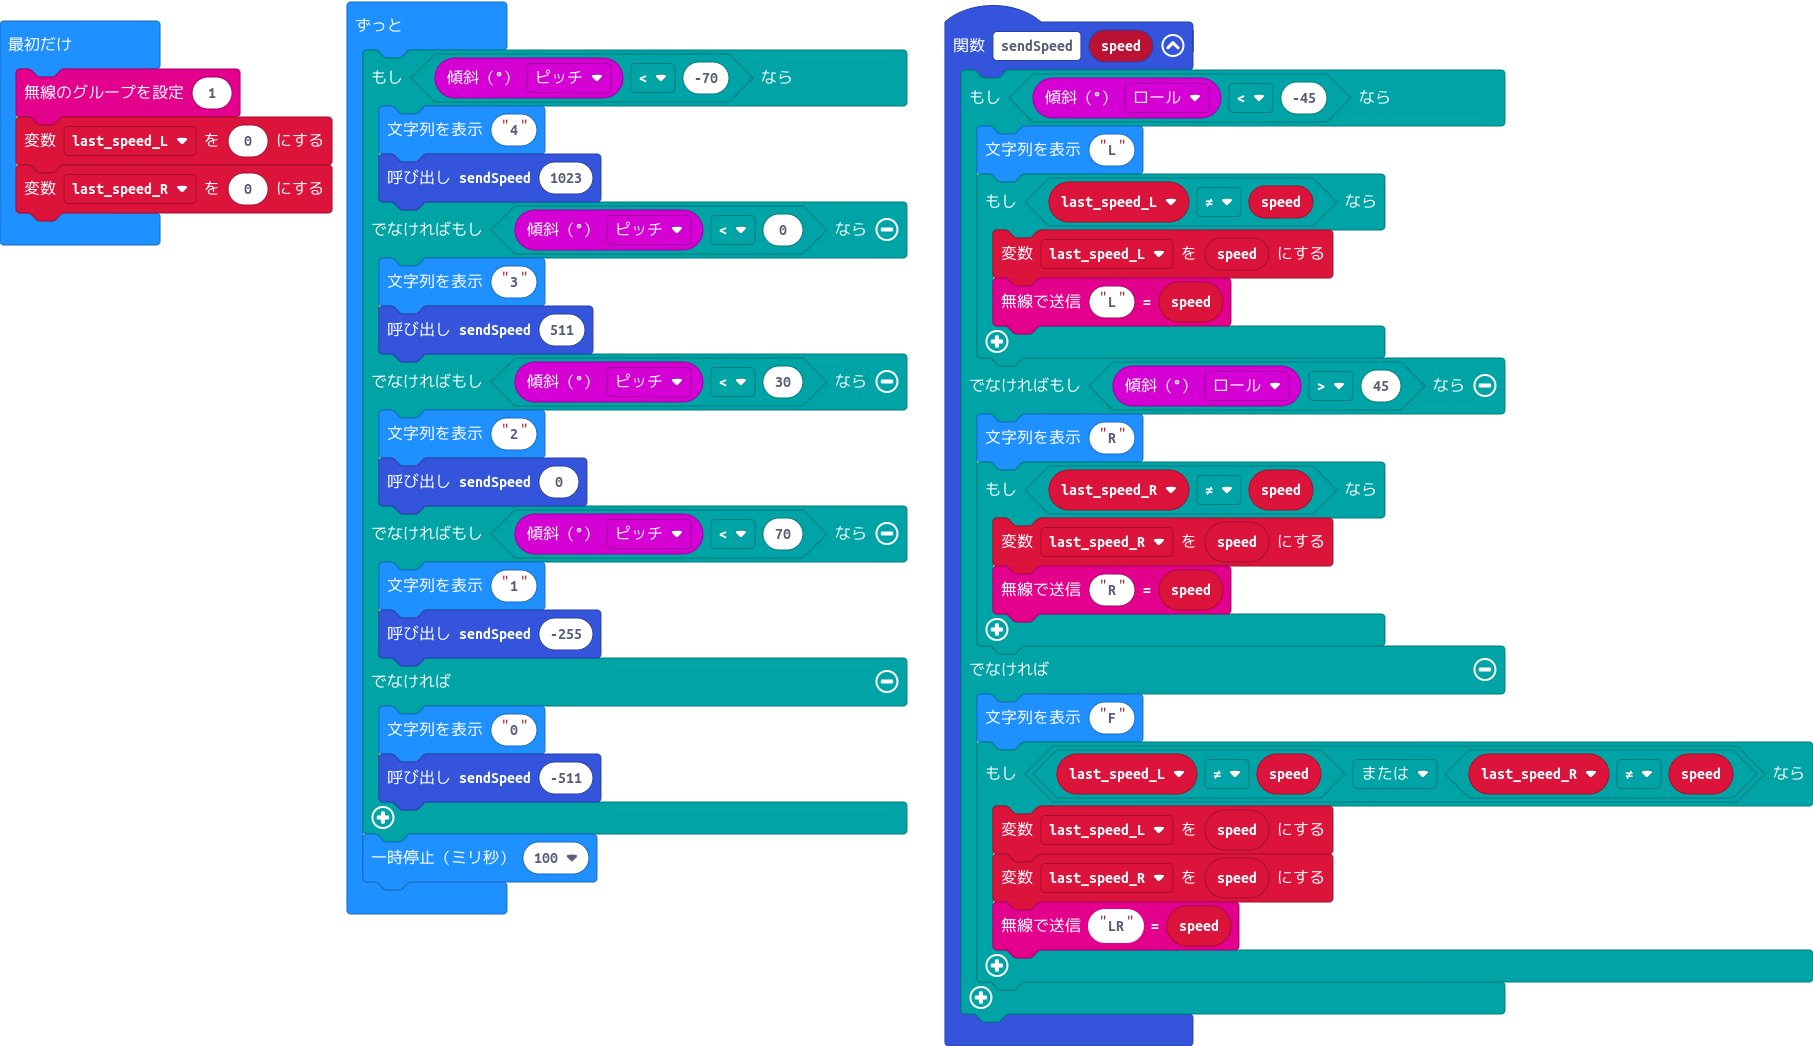 最初だけ
無線のグループを設定 1
変数 last_speed_L を 0 にする
変数 last_speed_R を 0 にする
ずっと
もし 傾斜 (°) ピッチ < -70 なら
文字列を表示 "4"
呼び出し sendSpeed 1023
でなければもし 傾斜 (°) ピッチ < 0 なら
文字列を表示 "3"
呼び出し sendSpeed 511
でなければもし 傾斜 (°) ピッチ < 30 なら
文字列を表示 "2"
呼び出し sendSpeed 0
でなければもし 傾斜 (°) ピッチ < 70 なら
文字列を表示 "1"
呼び出し sendSpeed -255
でなければ
文字列を表示 "0"
呼び出し sendSpeed -511
一時停止 (ミリ秒) 100
関数 sendSpeed speed
もし 傾斜 (°) ロール < -45 なら
文字列を表示 "L"
もし last_speed_L ≠ speed なら
変数 last_speed_L を speed にする
無線で送信 "L" = speed
でなければもし 傾斜 (°) ロール > 45 なら
文字列を表示 "R"
もし last_speed_R ≠ speed なら
変数 last_speed_R を speed にする
無線で送信 "R" = speed
でなければ
文字列を表示 "F"
もし last_speed_L ≠ speed または last_speed_R ≠ speed なら
変数 last_speed_L を speed にする
変数 last_speed_R を speed にする
無線で送信 "LR" = speed